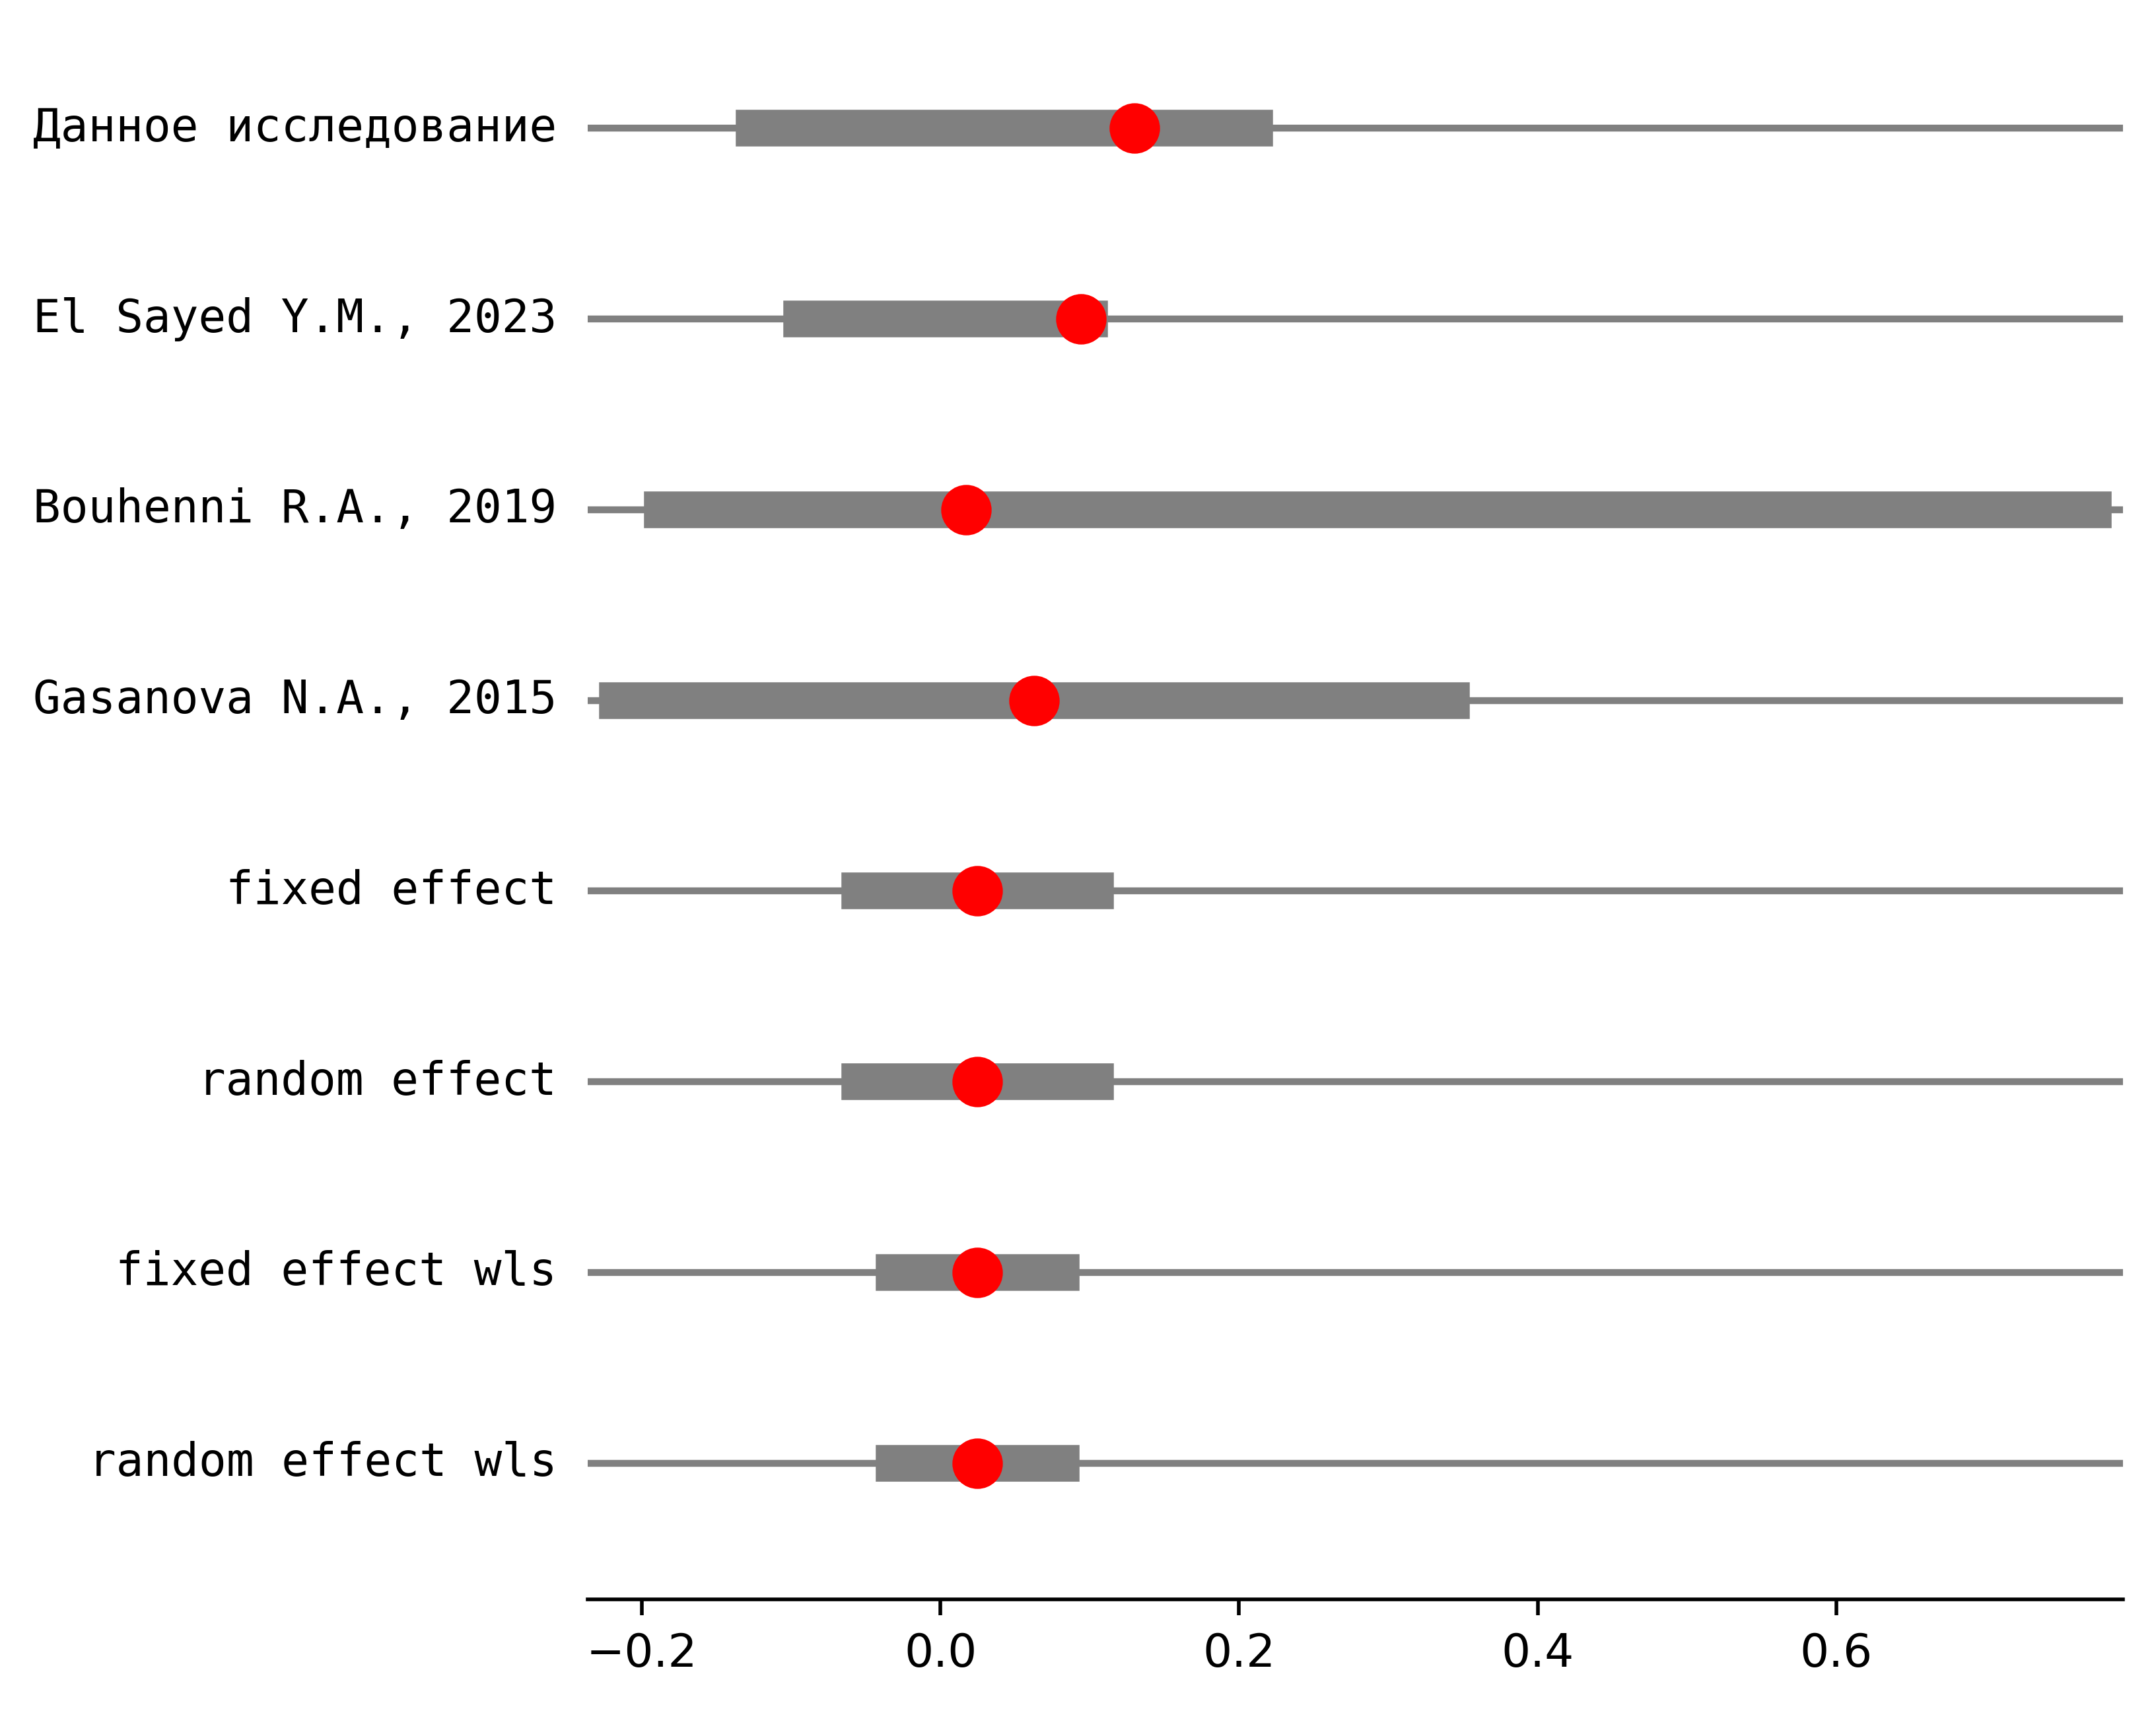 Данное исследование
El Sayed Y.M., 2023
Bouhenni R.A., 2019
Gasanova N.A., 2015
fixed effect
random effect
fixed effect wls
random effect wls
−0.2 0.0 0.2 0.4 0.6